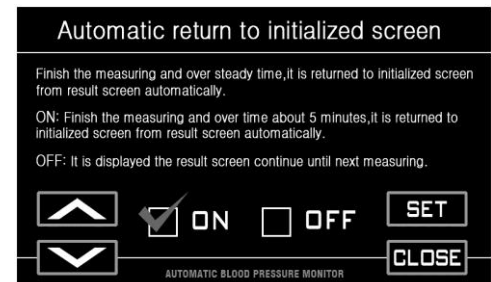 Automatic return to initialized screen
Finish the measuring and over steady time,it is returned to initialized screen
from result screen automatically.
ON: Finish the measuring and over time about 5 minutes,it is returned to
initialized screen from result screen automatically.
OFF: It is displayed the result screen continue until next measuring.
ON OFF SET
CLOSE
AUTOMATIC BLOOD PRESSURE MONITOR